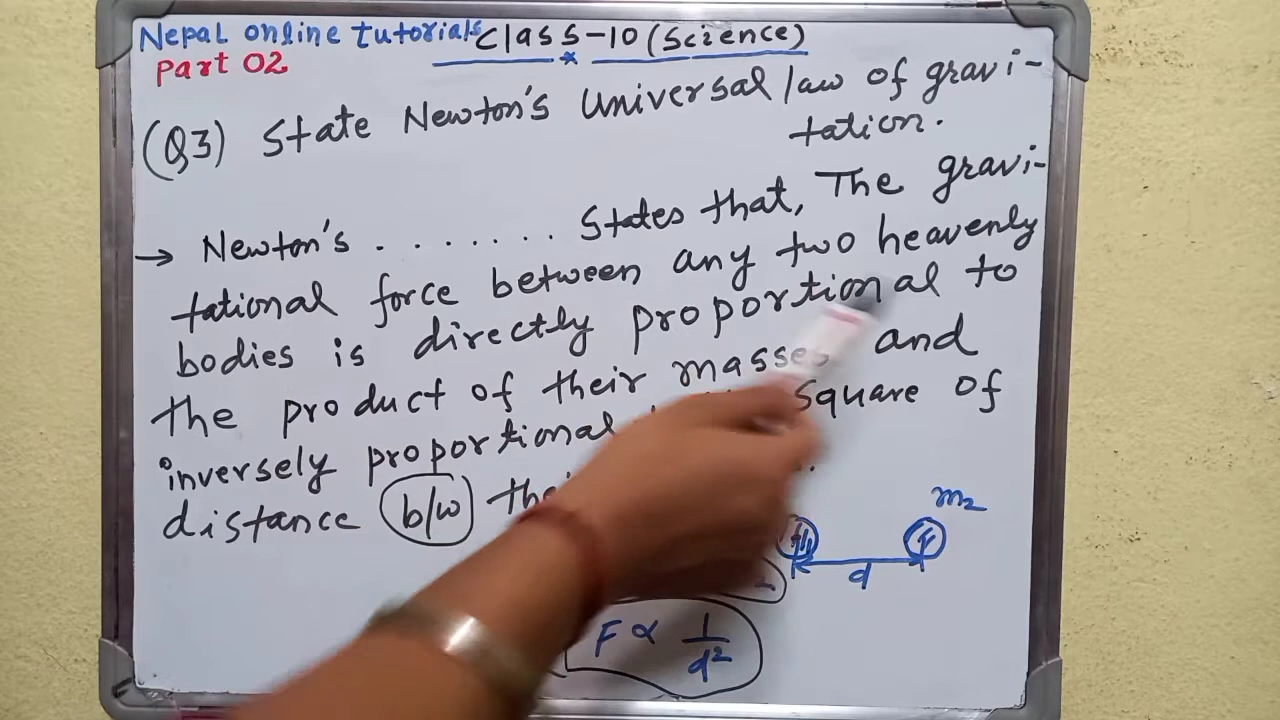 Nepal online tutorials Class-10 (Science)
Part 02
(Q3) State Newton's Universal law of gravi-
tation.
→ Newton's . . . . . . . States that, The gravi-
tational force between any two heavenly
bodies is directly proportional to
the product of their masses and
inversely proportional square of
distance b/w
m2
F
d
F ∝ 1/d²